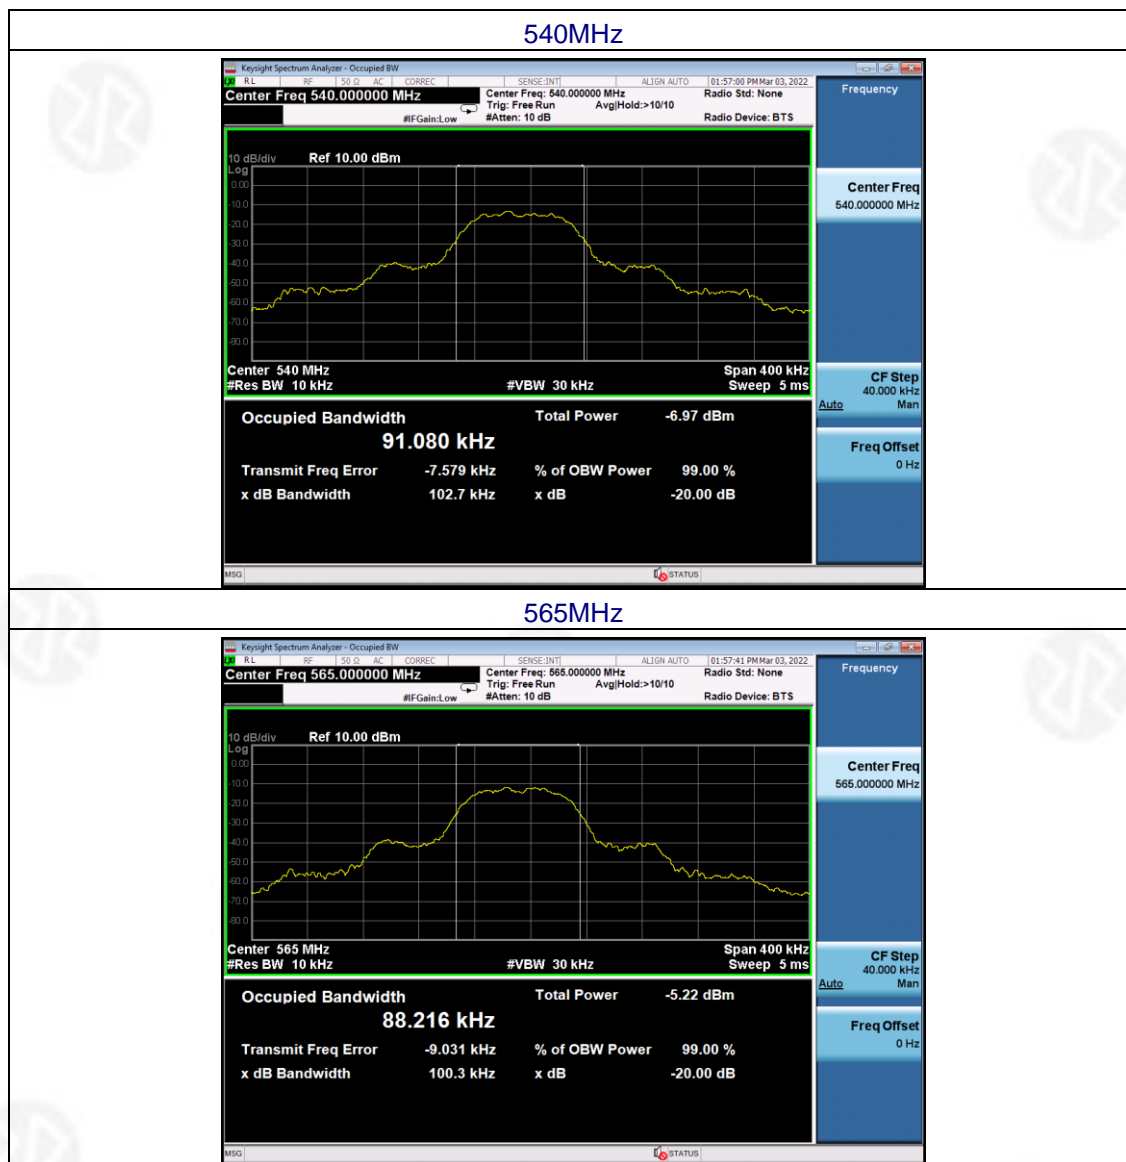 540MHz
Keysight Spectrum Analyzer - Occupied BW
RL RF 50 Ω AC CORREC SENSE:INT ALIGN AUTO 01:57:00 PM Mar 03, 2022
Center Freq 540.000000 MHz Center Freq: 540.000000 MHz Radio Std: None Frequency
Trig: Free Run Avg|Hold:>10/10
#IFGain:Low #Atten: 10 dB Radio Device: BTS
10 dB/div Ref 10.00 dBm
Log
0.00
-10.0
-20.0
-30.0
-40.0
-50.0
-60.0
-70.0
-80.0
Center Freq
540.000000 MHz
Center 540 MHz Span 400 kHz
#Res BW 10 kHz #VBW 30 kHz Sweep 5 ms
CF Step
40.000 kHz
Auto Man
Occupied Bandwidth Total Power -6.97 dBm
91.080 kHz
Freq Offset
0 Hz
Transmit Freq Error -7.579 kHz % of OBW Power 99.00 %
x dB Bandwidth 102.7 kHz x dB -20.00 dB
MSG STATUS
565MHz
Keysight Spectrum Analyzer - Occupied BW
RL RF 50 Ω AC CORREC SENSE:INT ALIGN AUTO 01:57:41 PM Mar 03, 2022
Center Freq 565.000000 MHz Center Freq: 565.000000 MHz Radio Std: None Frequency
Trig: Free Run Avg|Hold:>10/10
#IFGain:Low #Atten: 10 dB Radio Device: BTS
10 dB/div Ref 10.00 dBm
Log
0.00
-10.0
-20.0
-30.0
-40.0
-50.0
-60.0
-70.0
-80.0
Center Freq
565.000000 MHz
Center 565 MHz Span 400 kHz
#Res BW 10 kHz #VBW 30 kHz Sweep 5 ms
CF Step
40.000 kHz
Auto Man
Occupied Bandwidth Total Power -5.22 dBm
88.216 kHz
Freq Offset
0 Hz
Transmit Freq Error -9.031 kHz % of OBW Power 99.00 %
x dB Bandwidth 100.3 kHz x dB -20.00 dB
MSG STATUS